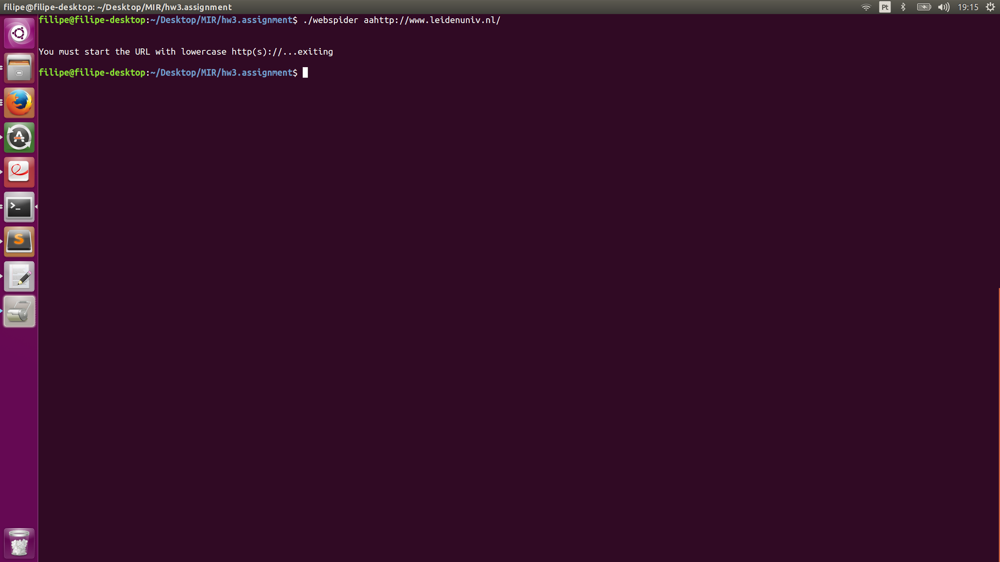 filipe@filipe-desktop: ~/Desktop/MIR/hw3.assignment
Pt
19:15
filipe@filipe-desktop:~/Desktop/MIR/hw3.assignment$ ./webspider aahttp://www.leidenuniv.nl/
You must start the URL with lowercase http(s)://...exiting
filipe@filipe-desktop:~/Desktop/MIR/hw3.assignment$